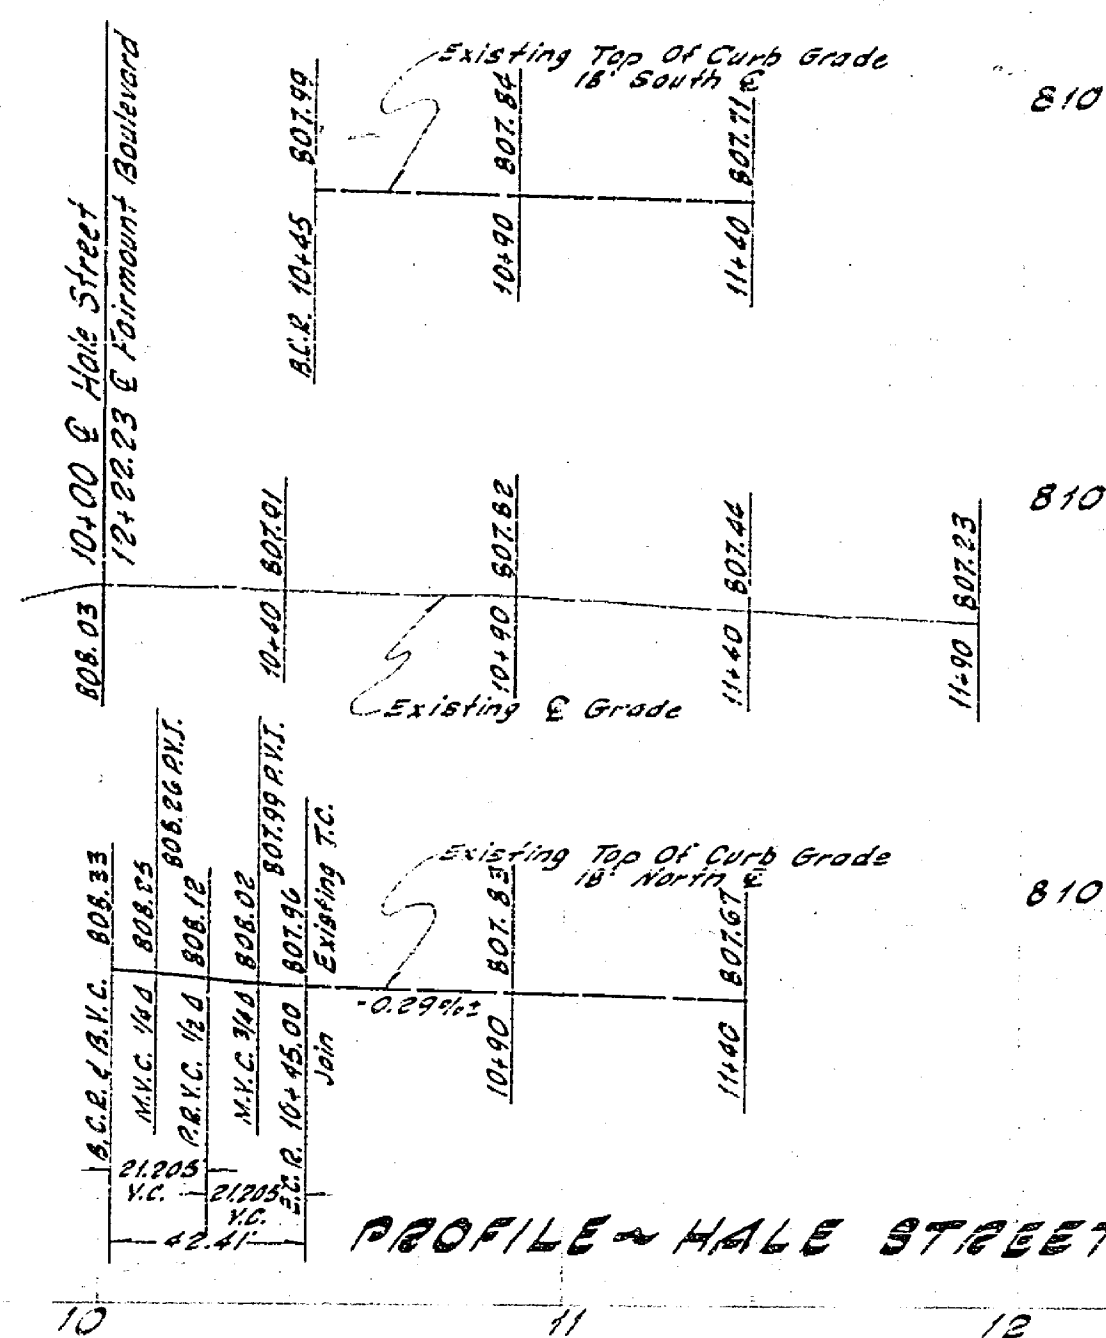 Existing Top Of Curb Grade
18' South ℄
810
10+00 ℄ Hale Street
12+22.23 ℄ Fairmount Boulevard
B.C.R. 10+45 807.99
10+90 807.84
11+40 807.71
810
808.03
10+40 807.91
10+90 807.82
11+40 807.44
11+90 807.23
Existing ℄ Grade
B.C.R. & B.V.C. 808.33
M.V.C. 1/4 Δ 808.25
808.26 P.V.I.
P.R.V.C. 1/2 Δ 808.12
M.V.C. 3/4 Δ 808.02
807.99 P.V.I.
E.C.R. 10+45.00 807.96
Join Existing T.C.
Existing Top Of Curb Grade
18' North ℄
810
-0.29%±
10+90 807.83
11+40 807.67
21.205
V.C.
21.205
V.C.
42.41'
PROFILE ~ HALE STREET
10 11 12